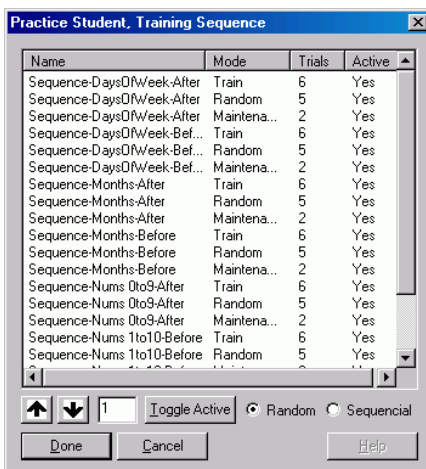 Practice Student, Training Sequence
Name Mode Trials Active
Sequence-DaysOfWeek-After Train 6 Yes
Sequence-DaysOfWeek-After Random 5 Yes
Sequence-DaysOfWeek-After Maintena... 2 Yes
Sequence-DaysOfWeek-Bef... Train 6 Yes
Sequence-DaysOfWeek-Bef... Random 5 Yes
Sequence-DaysOfWeek-Bef... Maintena... 2 Yes
Sequence-Months-After Train 6 Yes
Sequence-Months-After Random 5 Yes
Sequence-Months-After Maintena... 2 Yes
Sequence-Months-Before Train 6 Yes
Sequence-Months-Before Random 5 Yes
Sequence-Months-Before Maintena... 2 Yes
Sequence-Nums 0to9-After Train 6 Yes
Sequence-Nums 0to9-After Random 5 Yes
Sequence-Nums 0to9-After Maintena... 2 Yes
Sequence-Nums 1to10-Before Train 6 Yes
Sequence-Nums 1to10-Before Random 5 Yes
1 Toggle Active Random Sequencial
Done Cancel Help